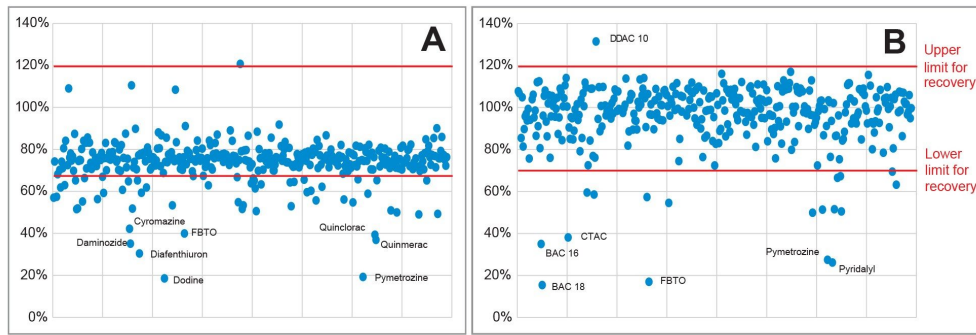 140%
120%
100%
80%
60%
40%
20%
0%
A
Cyromazine
Daminozide
FBTO
Diafenthiuron
Dodine
Quinclorac
Quinmerac
Pymetrozine
140%
120%
100%
80%
60%
40%
20%
0%
B
DDAC 10
CTAC
BAC 16
BAC 18
FBTO
Pymetrozine
Pyridalyl
Upper
limit for
recovery
Lower
limit for
recovery